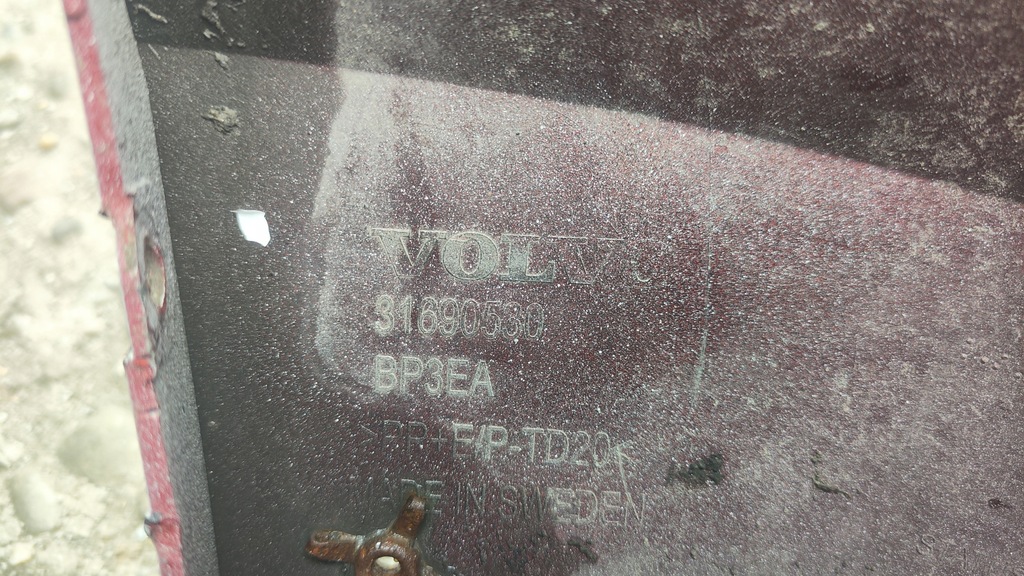 VOLVO
31690530
BP3EA
>PP+E/P-TD20<
MADE IN SWEDEN